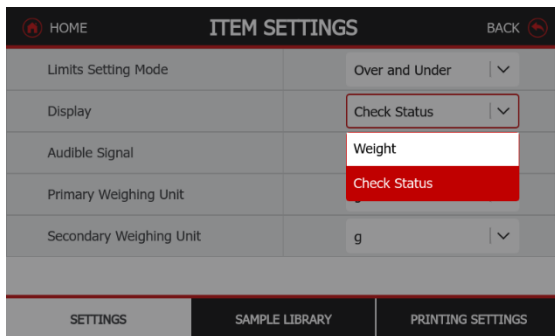 HOME ITEM SETTINGS BACK
Limits Setting Mode Over and Under
Display Check Status
Weight
Audible Signal
Check Status
Primary Weighing Unit
Secondary Weighing Unit g
SETTINGS SAMPLE LIBRARY PRINTING SETTINGS